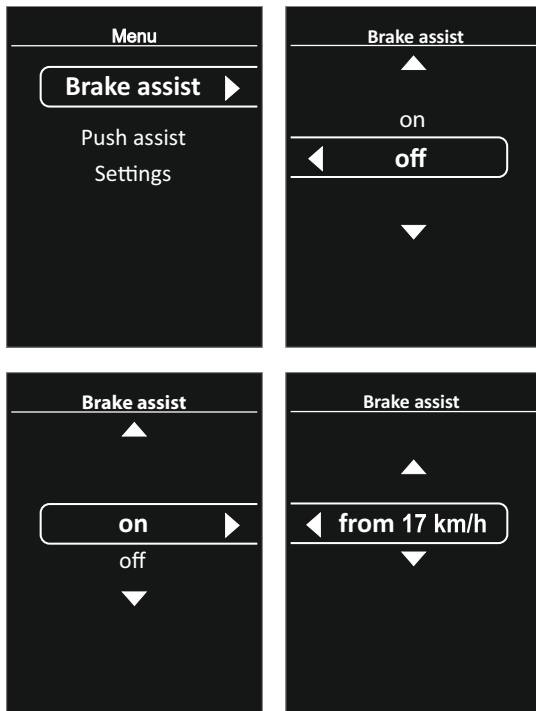 Menu
Brake assist
Push assist
Settings
Brake assist
on
off
Brake assist
on
off
Brake assist
from 17 km/h